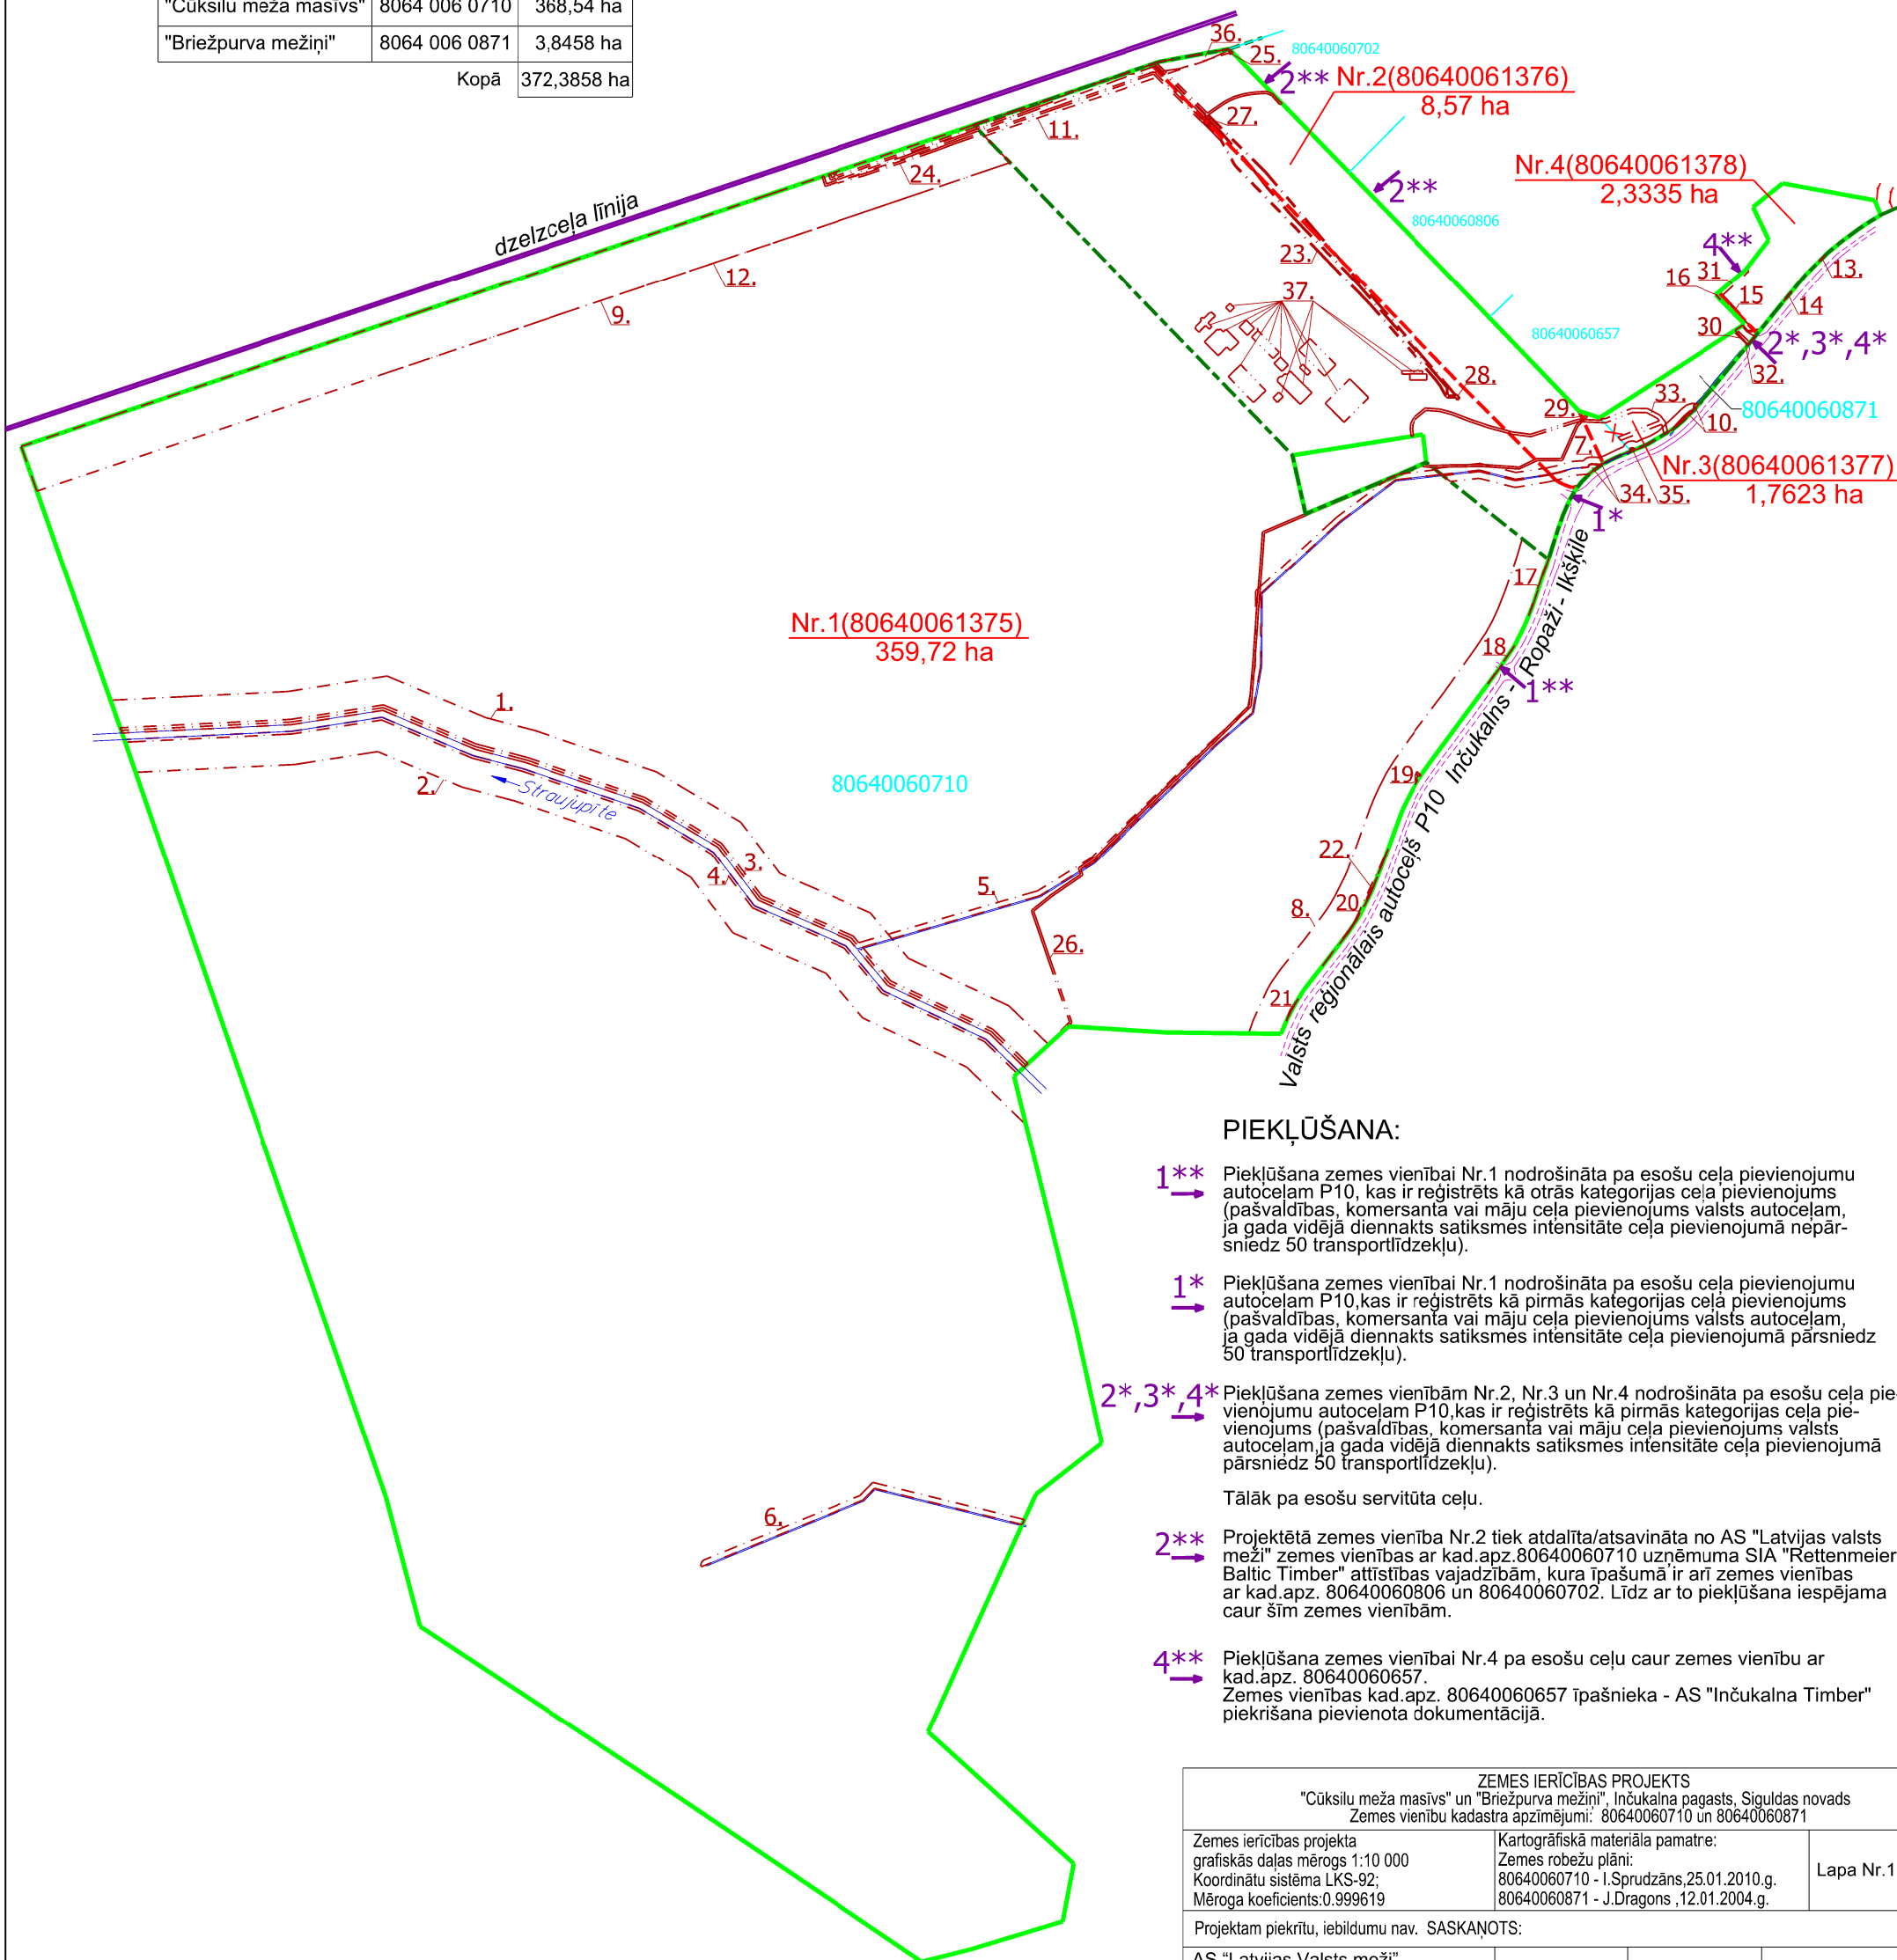 "Cūksilu meža masīvs" 8064 006 0710 368,54 ha
"Briežpurva mežiņi" 8064 006 0871 3,8458 ha
Kopā 372,3858 ha
36.
25.
80640060702
2**
Nr.2(80640061376)
8,57 ha
27.
11.
24.
Nr.4(80640061378)
2,3335 ha
2**
80640060806
dzelzceļa līnija
23.
4**
12.
16
31
15
13.
14
9.
37.
80640060657
30
2*,3*,4*
32.
28.
29.
33.
10.
80640060871
7.
Nr.3(80640061377)
1,7623 ha
34.
35.
1*
17
Nr.1(80640061375)
359,72 ha
18
1**
1.
2.
Straujupīte
80640060710
19
3.
4.
22.
5.
8.
20
26.
21
Valsts reģionālais autoceļš P10 Inčukalns - Ropaži - Ikšķile
6.
PIEKĻŪŠANA:
1** Piekļūšana zemes vienībai Nr.1 nodrošināta pa esošu ceļa pievienojumu
autoceļam P10, kas ir reģistrēts kā otrās kategorijas ceļa pievienojums
(pašvaldības, komersanta vai māju ceļa pievienojums valsts autoceļam,
ja gada vidējā diennakts satiksmes intensitāte ceļa pievienojumā nepār-
sniedz 50 transportlīdzekļu).
1* Piekļūšana zemes vienībai Nr.1 nodrošināta pa esošu ceļa pievienojumu
autoceļam P10,kas ir reģistrēts kā pirmās kategorijas ceļa pievienojums
(pašvaldības, komersanta vai māju ceļa pievienojums valsts autoceļam,
ja gada vidējā diennakts satiksmes intensitāte ceļa pievienojumā pārsniedz
50 transportlīdzekļu).
2*,3*,4* Piekļūšana zemes vienībām Nr.2, Nr.3 un Nr.4 nodrošināta pa esošu ceļa pie-
vienojumu autoceļam P10,kas ir reģistrēts kā pirmās kategorijas ceļa pie-
vienojums (pašvaldības, komersanta vai māju ceļa pievienojums valsts
autoceļam,ja gada vidējā diennakts satiksmes intensitāte ceļa pievienojumā
pārsniedz 50 transportlīdzekļu).
Tālāk pa esošu servitūta ceļu.
2** Projektētā zemes vienība Nr.2 tiek atdalīta/atsavināta no AS "Latvijas valsts
meži" zemes vienības ar kad.apz.80640060710 uzņēmuma SIA "Rettenmeier
Baltic Timber" attīstības vajadzībām, kura īpašumā ir arī zemes vienības
ar kad.apz. 80640060806 un 80640060702. Līdz ar to piekļūšana iespējama
caur šīm zemes vienībām.
4** Piekļūšana zemes vienībai Nr.4 pa esošu ceļu caur zemes vienību ar
kad.apz. 80640060657.
Zemes vienības kad.apz. 80640060657 īpašnieka - AS "Inčukalna Timber"
piekrišana pievienota dokumentācijā.
ZEMES IERĪCĪBAS PROJEKTS
"Cūksilu meža masīvs" un "Briežpurva mežiņi", Inčukalna pagasts, Siguldas novads
Zemes vienību kadastra apzīmējumi: 80640060710 un 80640060871
Zemes ierīcības projekta
grafiskās daļas mērogs 1:10 000
Koordinātu sistēma LKS-92;
Mēroga koeficients:0.999619
Kartogrāfiskā materiāla pamatne:
Zemes robežu plāni:
80640060710 - I.Sprudzāns,25.01.2010.g.
80640060871 - J.Dragons ,12.01.2004.g.
Lapa Nr.1
Projektam piekrītu, iebildumu nav. SASKAŅOTS:
AS "Latvijas Valsts meži"